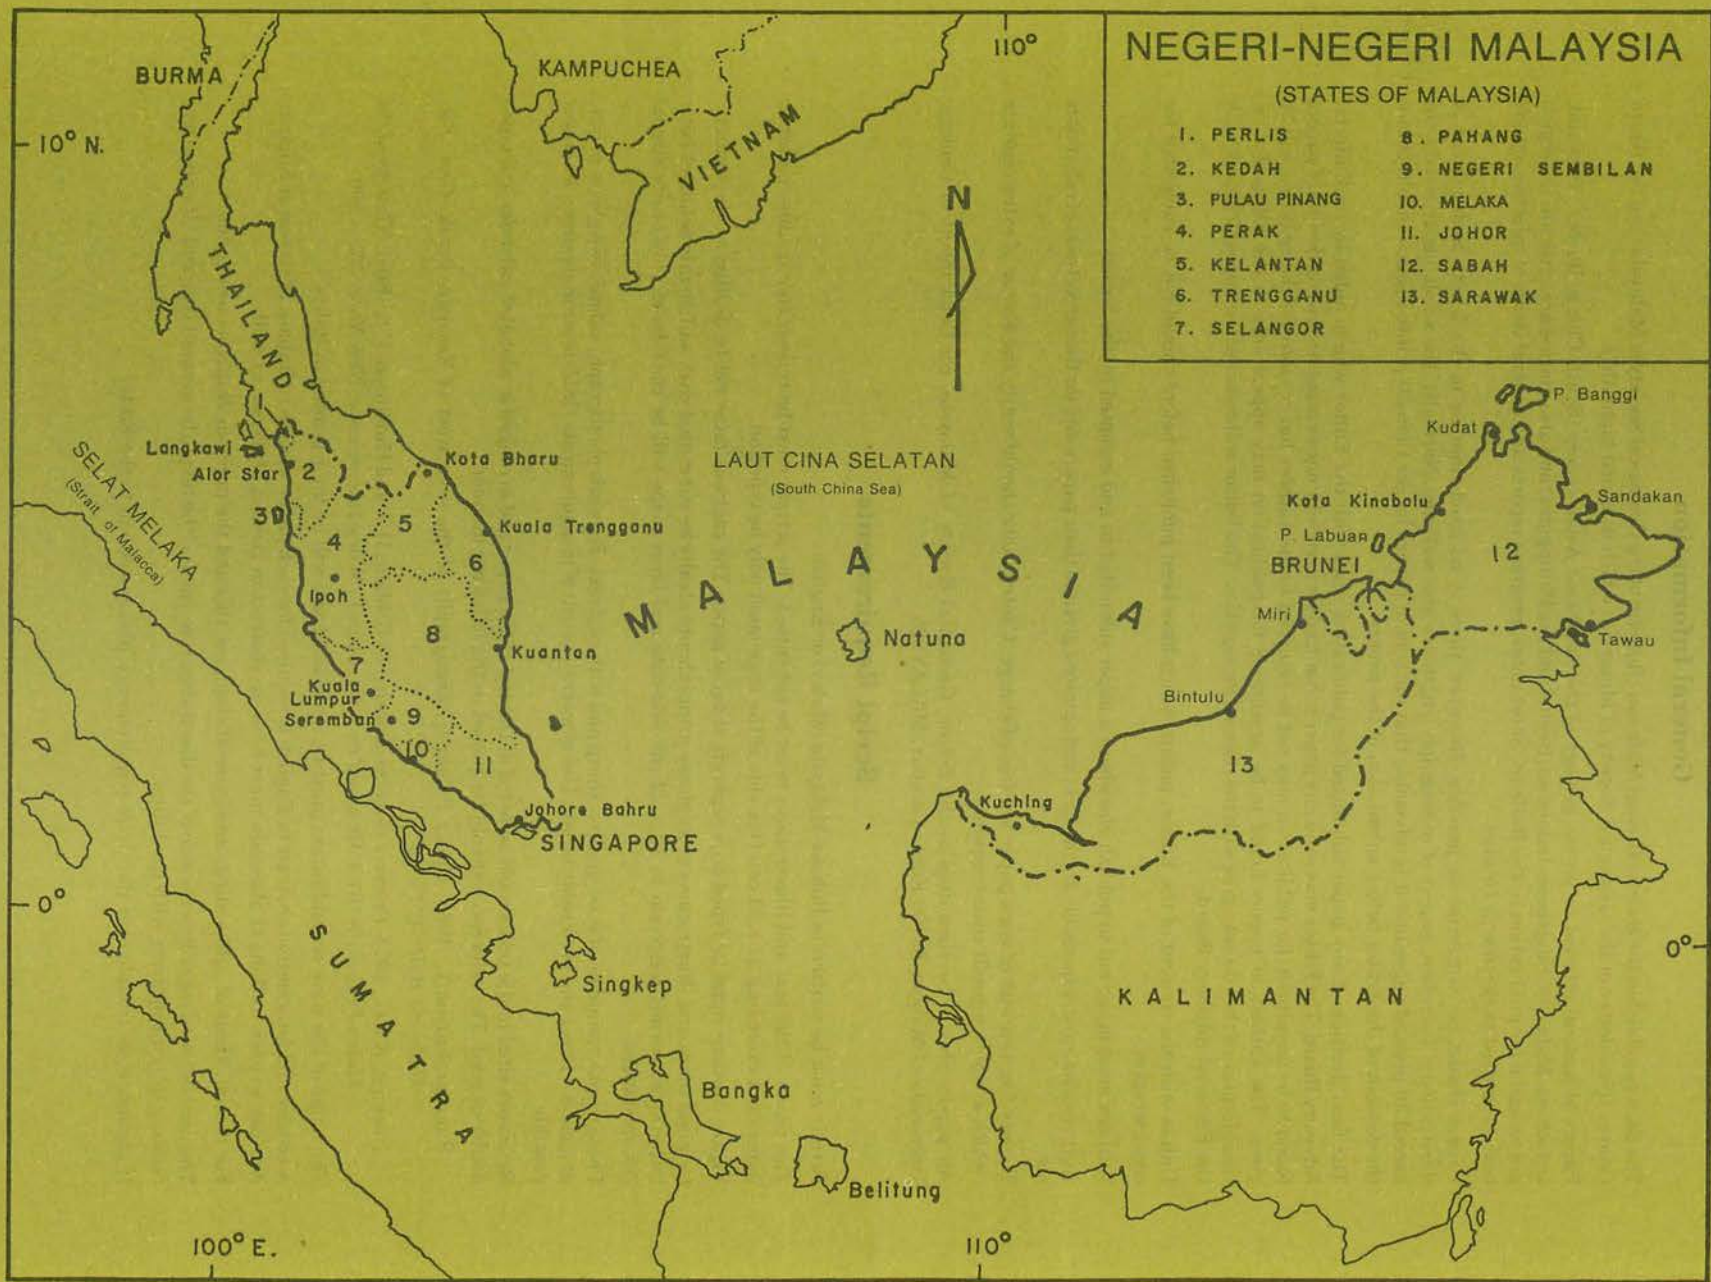 NEGERI-NEGERI MALAYSIA
(STATES OF MALAYSIA)
1. PERLIS
2. KEDAH
3. PULAU PINANG
4. PERAK
5. KELANTAN
6. TRENGGANU
7. SELANGOR
8. PAHANG
9. NEGERI SEMBILAN
10. MELAKA
11. JOHOR
12. SABAH
13. SARAWAK
110°
BURMA
KAMPUCHEA
10° N.
VIETNAM
N
THAILAND
P. Banggi
Kudat
Langkawi
Alor Star
2
Kota Bharu
LAUT CINA SELATAN
(South China Sea)
SELAT MELAKA
(Strait of Malacca)
Kota Kinabalu
Sandakan
3
5
4
Kuala Trengganu
6
P. Labuan
BRUNEI
12
MALAYSIA
Ipoh
8
Natuna
Miri
Tawau
Kuantan
7
Kuala
Lumpur
Seremban
9
10
11
Bintulu
13
Kuching
Johore Bahru
SINGAPORE
0°
0°
SUMATRA
Singkep
KALIMANTAN
Bangka
Belitung
100° E.
110°